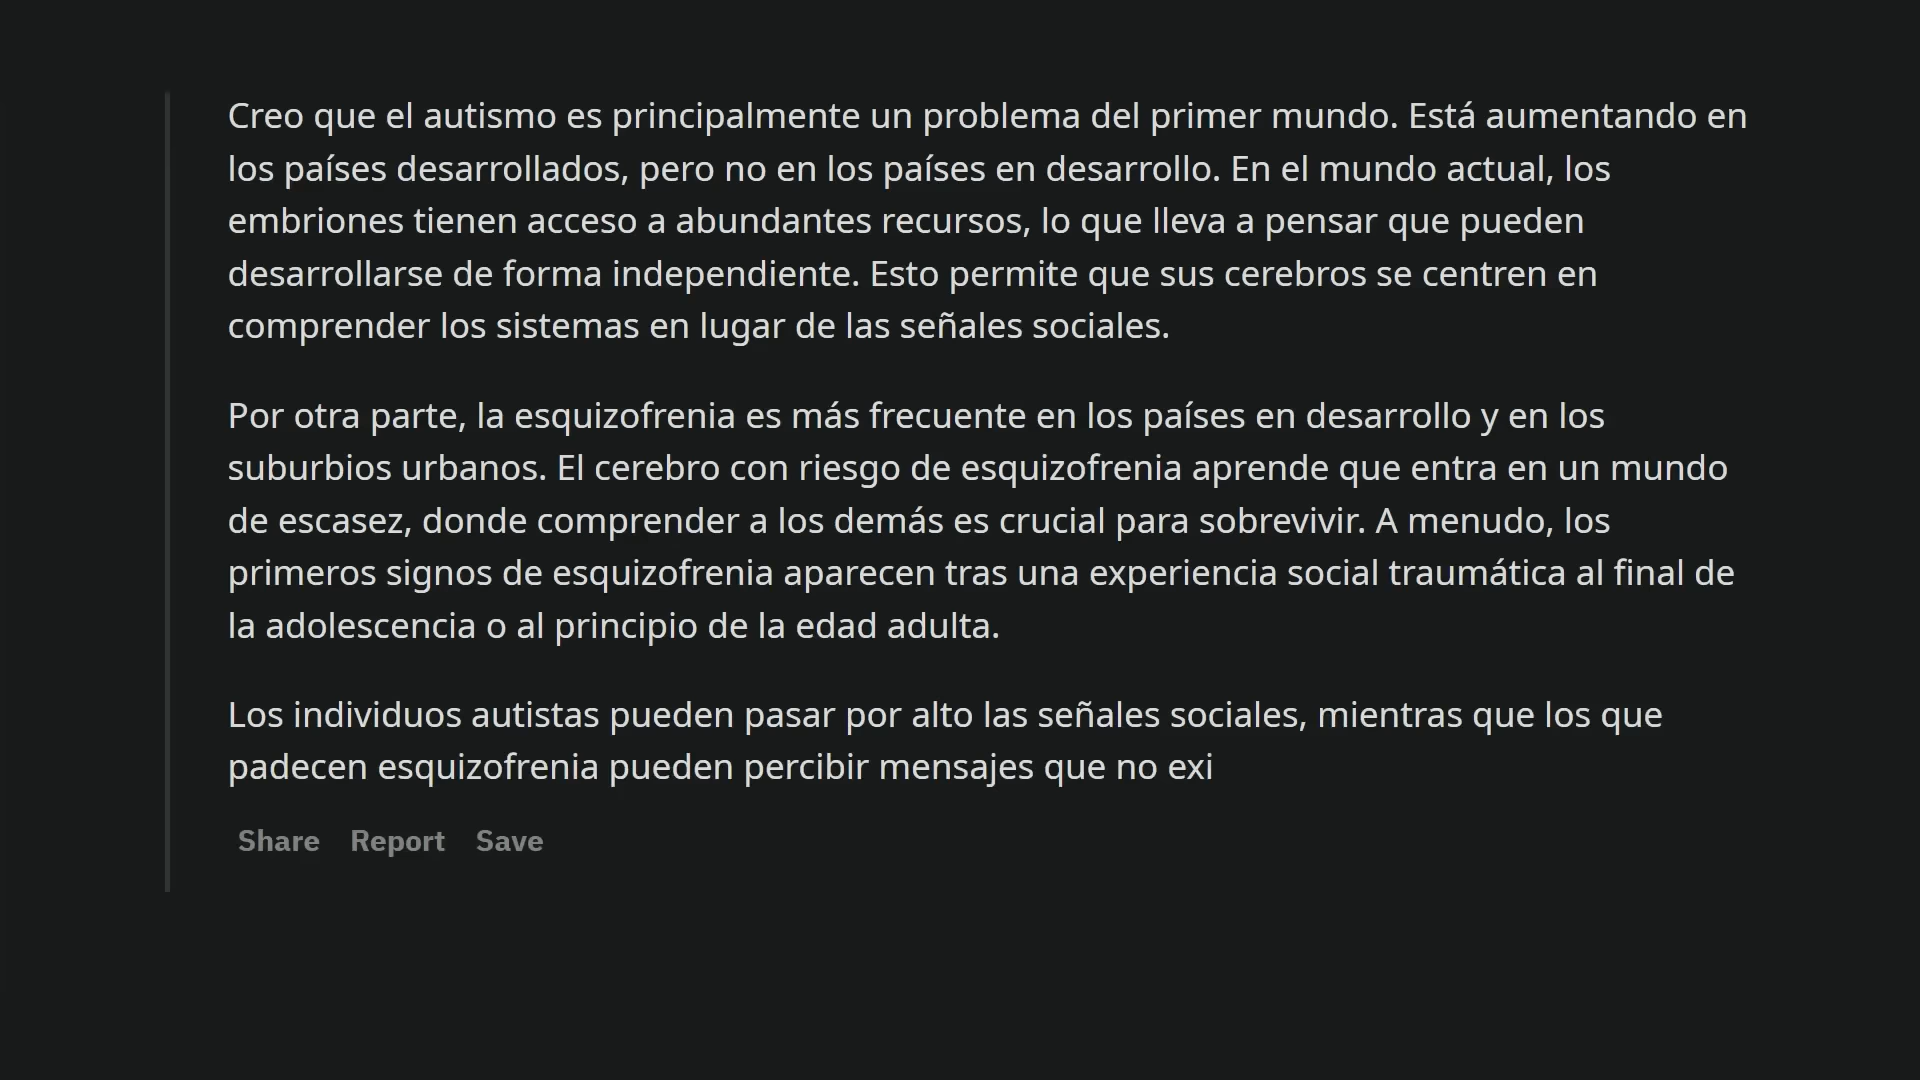 Creo que el autismo es principalmente un problema del primer mundo. Está aumentando en
los países desarrollados, pero no en los países en desarrollo. En el mundo actual, los
embriones tienen acceso a abundantes recursos, lo que lleva a pensar que pueden
desarrollarse de forma independiente. Esto permite que sus cerebros se centren en
comprender los sistemas en lugar de las señales sociales.
Por otra parte, la esquizofrenia es más frecuente en los países en desarrollo y en los
suburbios urbanos. El cerebro con riesgo de esquizofrenia aprende que entra en un mundo
de escasez, donde comprender a los demás es crucial para sobrevivir. A menudo, los
primeros signos de esquizofrenia aparecen tras una experiencia social traumática al final de
la adolescencia o al principio de la edad adulta.
Los individuos autistas pueden pasar por alto las señales sociales, mientras que los que
padecen esquizofrenia pueden percibir mensajes que no exi
Share Report Save